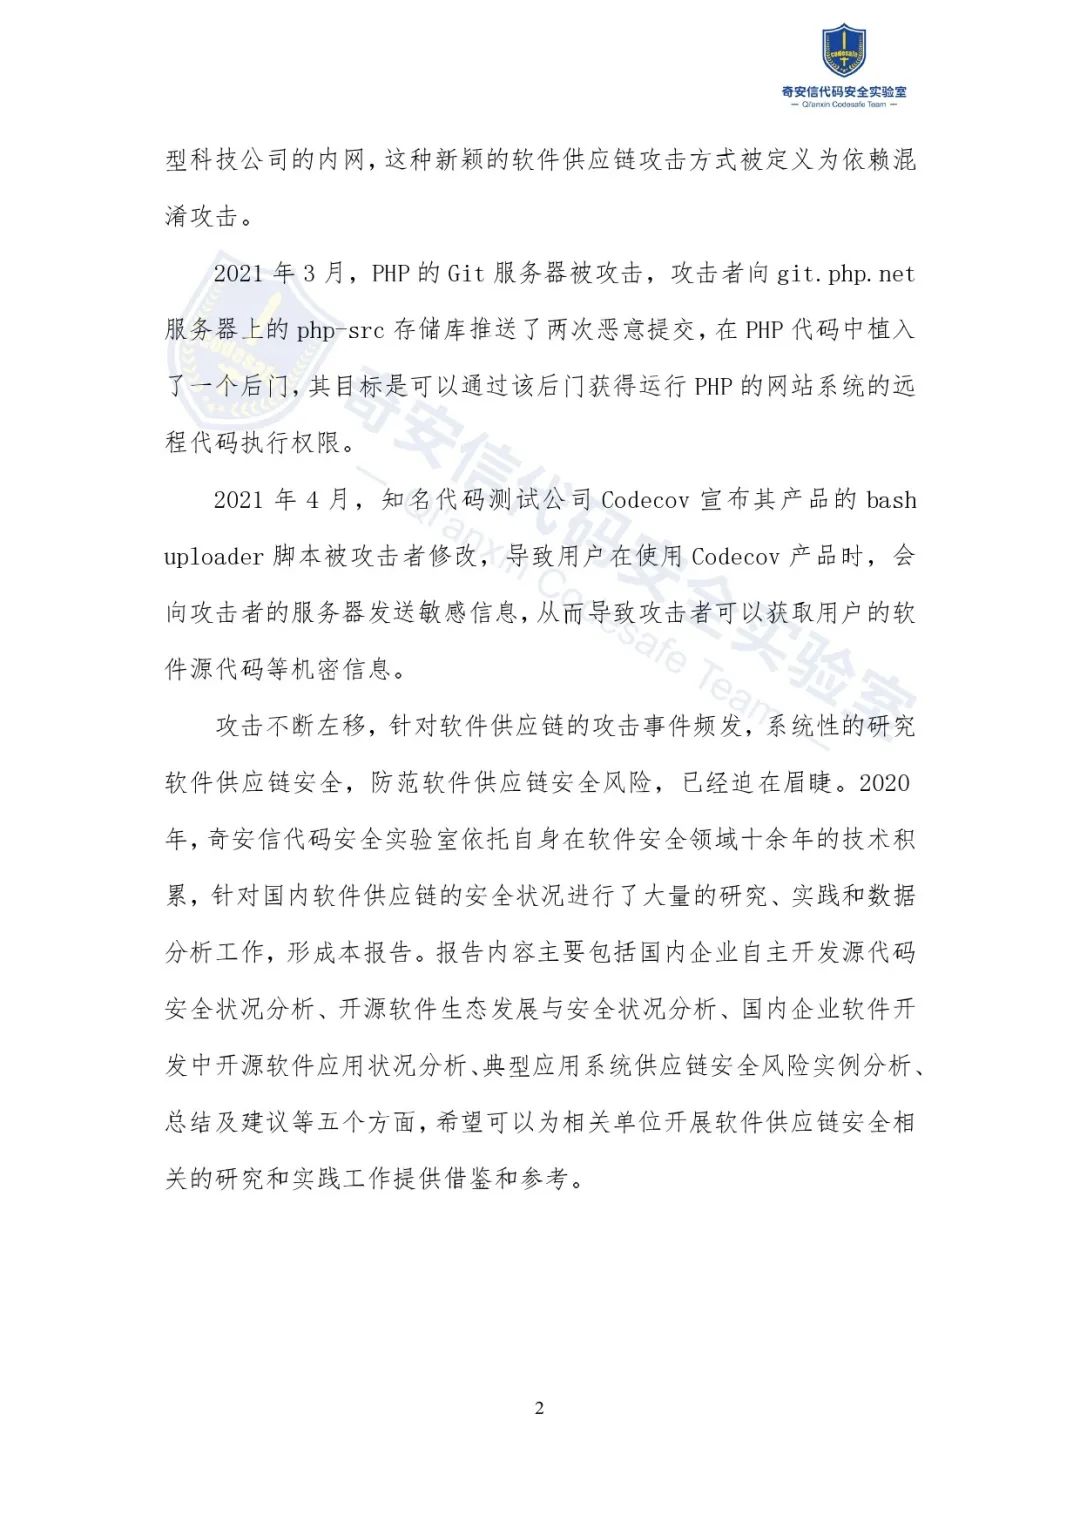 codesafe
奇安信代码安全实验室
— Qi'anxin Codesafe Team —
型科技公司的内网，这种新颖的软件供应链攻击方式被定义为依赖混
淆攻击。
2021 年 3 月，PHP 的 Git 服务器被攻击，攻击者向 git.php.net
服务器上的 php-src 存储库推送了两次恶意提交，在 PHP 代码中植入
了一个后门，其目标是可以通过该后门获得运行 PHP 的网站系统的远
程代码执行权限。
2021 年 4 月，知名代码测试公司 Codecov 宣布其产品的 bash
uploader 脚本被攻击者修改，导致用户在使用 Codecov 产品时，会
向攻击者的服务器发送敏感信息，从而导致攻击者可以获取用户的软
件源代码等机密信息。
攻击不断左移，针对软件供应链的攻击事件频发，系统性的研究
软件供应链安全，防范软件供应链安全风险，已经迫在眉睫。2020
年，奇安信代码安全实验室依托自身在软件安全领域十余年的技术积
累，针对国内软件供应链的安全状况进行了大量的研究、实践和数据
分析工作，形成本报告。报告内容主要包括国内企业自主开发源代码
安全状况分析、开源软件生态发展与安全状况分析、国内企业软件开
发中开源软件应用状况分析、典型应用系统供应链安全风险实例分析、
总结及建议等五个方面，希望可以为相关单位开展软件供应链安全相
关的研究和实践工作提供借鉴和参考。
codesafe
奇安信代码安全实验室
— Qi'anxin Codesafe Team —
2